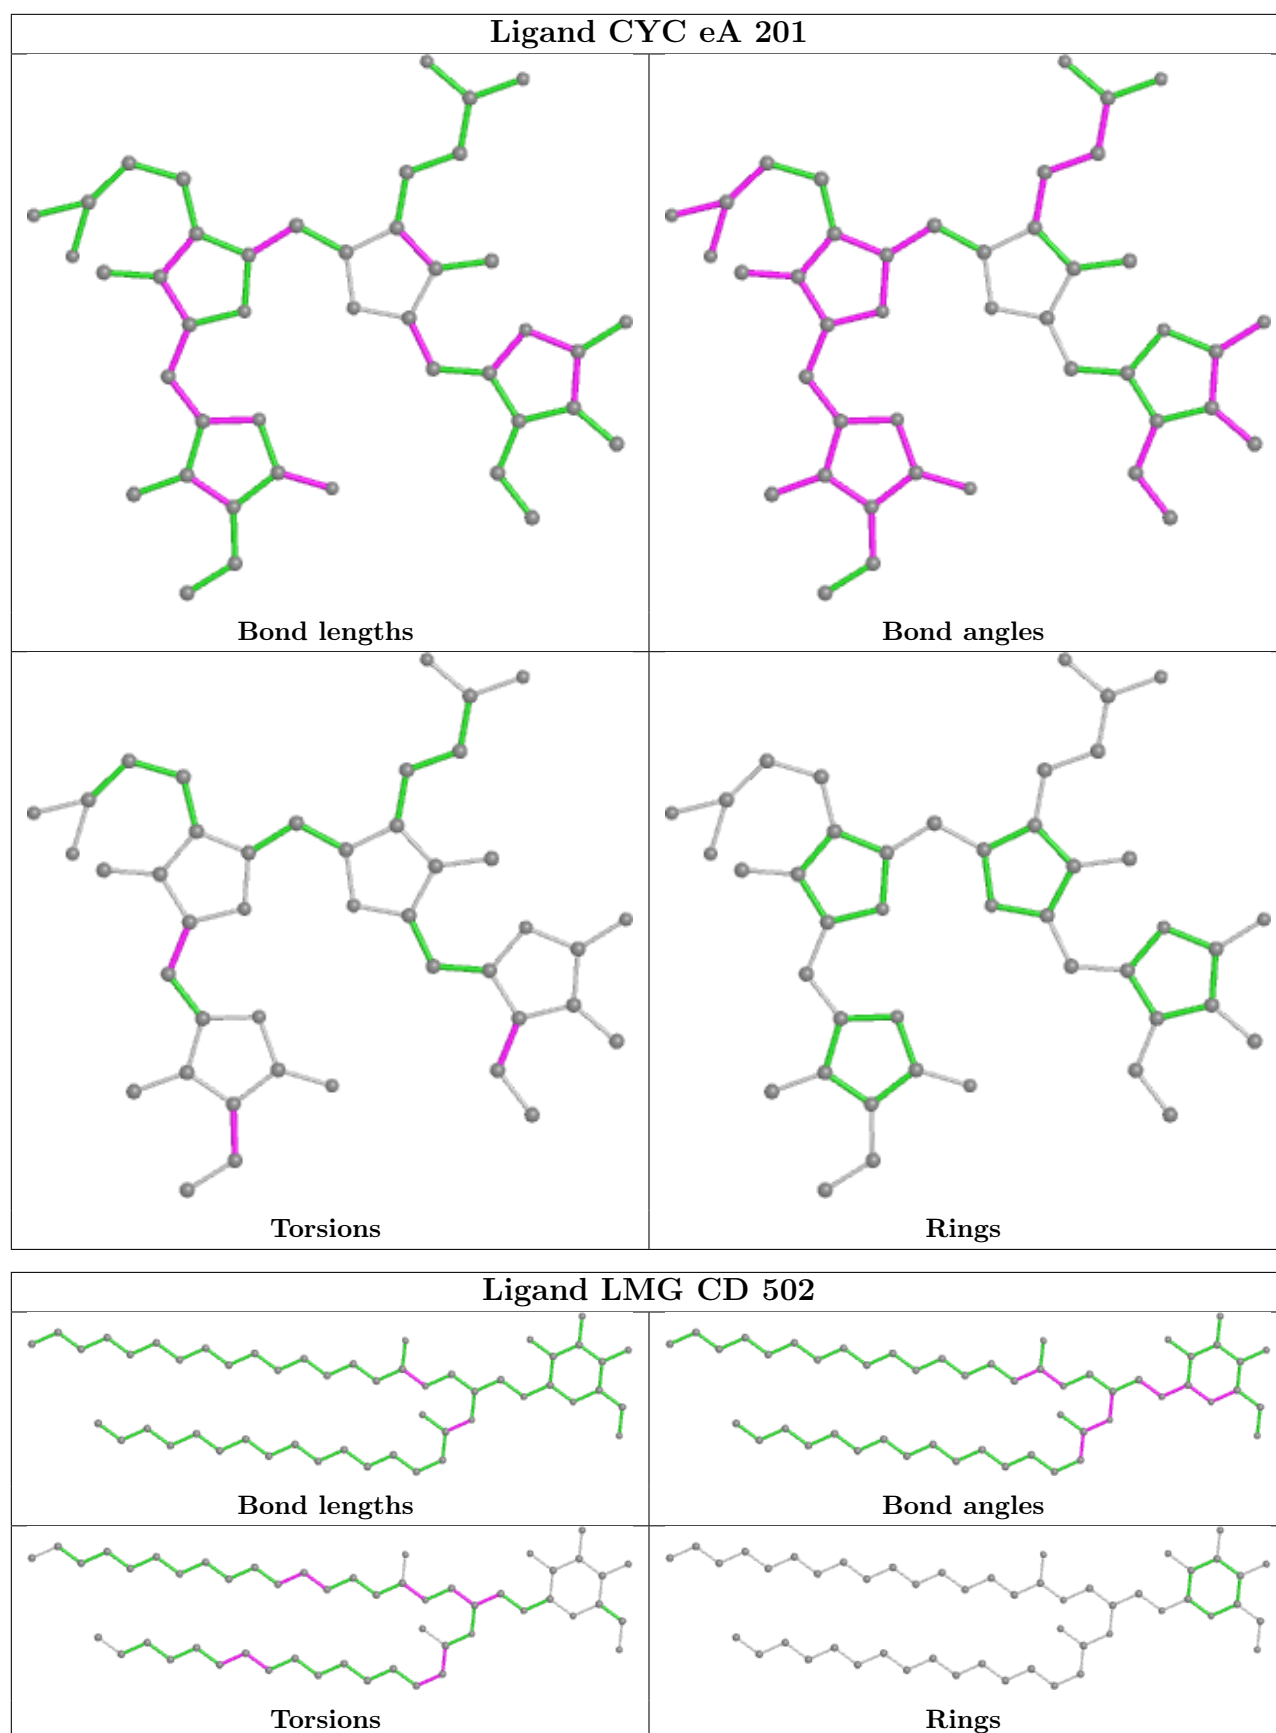 Ligand CYC eA 201
Bond lengths
Bond angles
Torsions
Rings
Ligand LMG CD 502
Bond lengths
Bond angles
Torsions
Rings